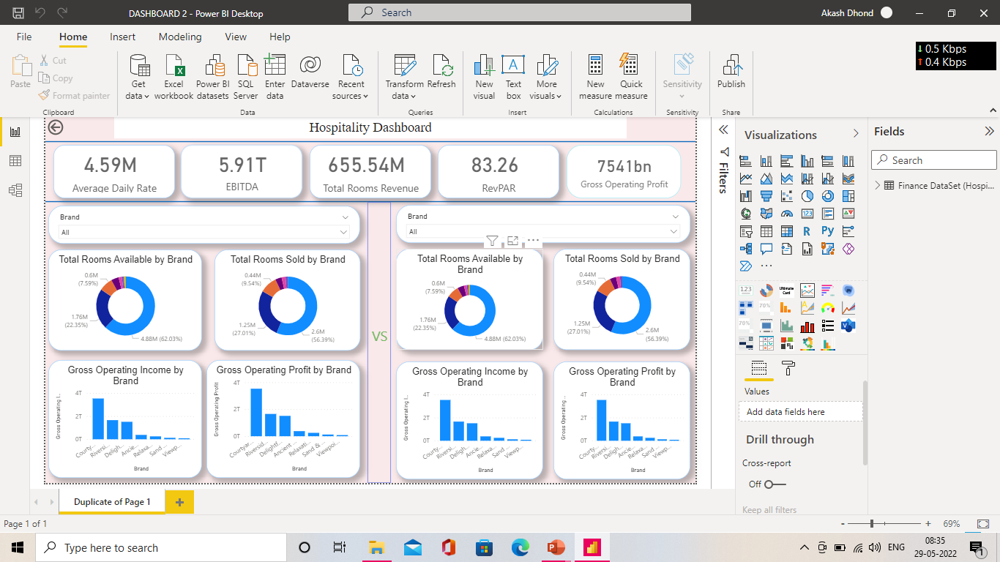 DASHBOARD 2 - Power BI Desktop
Search
Akash Dhond
File Home Insert Modeling View Help
↓ 0.5 Kbps
↑ 0.4 Kbps
Paste
Cut
Copy
Format painter
Get data
Excel workbook
Power BI datasets
SQL Server
Enter data
Dataverse
Recent sources
Transform data
Refresh
New visual
Text box
More visuals
New measure
Quick measure
Sensitivity
Publish
Clipboard
Data
Queries
Insert
Calculations
Sensitivity
Share
Hospitality Dashboard
4.59M
Average Daily Rate
5.91T
EBITDA
655.54M
Total Rooms Revenue
83.26
RevPAR
7541bn
Gross Operating Profit
Brand
All
Brand
All
Total Rooms Available by Brand
0.6M
(7.59%)
1.76M
(22.35%)
4.88M (62.03%)
Total Rooms Sold by Brand
0.44M
(9.54%)
1.25M
(27.01%)
2.6M
(56.39%)
VS
Total Rooms Available by
Brand
0.6M
(7.59%)
1.76M
(22.35%)
4.88M (62.03%)
Total Rooms Sold by Brand
0.44M
(9.54%)
1.25M
(27.01%)
2.6M
(56.39%)
Gross Operating Income by
Brand
Gross Operating I...
4T
2T
0T
Courty... Riversi... Deligh... Ancie... Relaxa... Sand ... Viewp...
Brand
Gross Operating Profit by Brand
Gross Operating Profit
4T
2T
0T
Courtyar... Riversid... Delightf... Ancient ... Relaxati... Sand & ... Viewpoi...
Brand
Gross Operating Income by
Brand
Gross Operating I...
4T
2T
0T
Courty... Riversi... Deligh... Ancie... Relaxa... Sand ... Viewp...
Brand
Gross Operating Profit by
Brand
Gross Operating ...
4T
2T
0T
Courty... Riversi... Deligh... Ancie... Relaxa... Sand ... Viewp...
Brand
Filters
Visualizations
Values
Add data fields here
Drill through
Cross-report
Off
Keep all filters
Fields
Search
Finance DataSet (Hospi...
Duplicate of Page 1
Page 1 of 1
- + 69%
Type here to search
ENG
08:35
29-05-2022
1